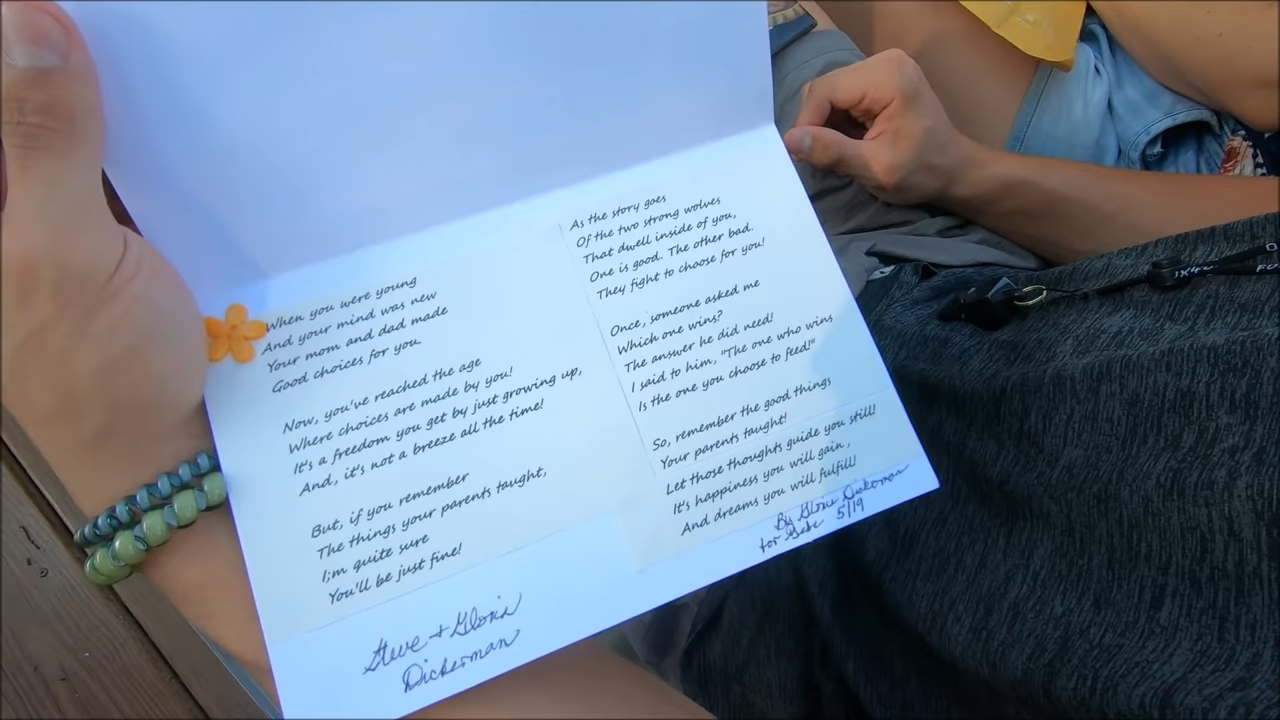 When you were young
And your mind was new
Your mom and dad made
Good choices for you.
Now, you've reached the age
Where choices are made by you!
It's a freedom you get by just growing up,
And, it's not a breeze all the time!
But, if you remember
The things your parents taught,
I;m quite sure
You'll be just fine!
Steve + Gloria
Dickerman
As the story goes
Of the two strong wolves
That dwell inside of you,
One is good. The other bad.
They fight to choose for you!
Once, someone asked me
Which one wins?
The answer he did need!
I said to him, "The one who wins
Is the one you choose to feed!"
So, remember the good things
Your parents taught!
Let those thoughts guide you still!
It's happiness you will gain,
And dreams you will fulfill!
By Gloria Dickerman
for Gabe 5/19